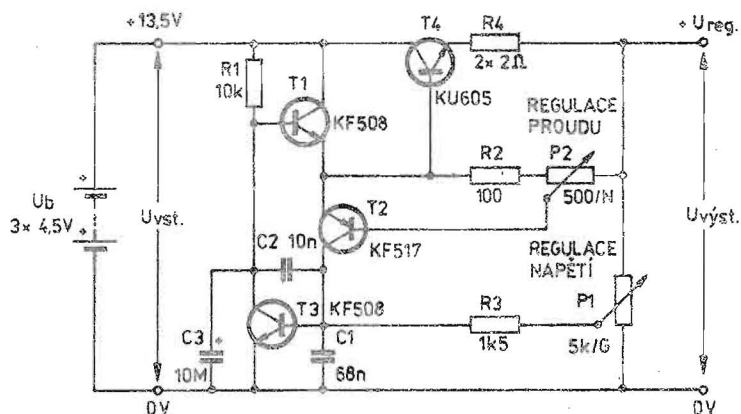 +13,5V
T4
R4
+ Ureg.
2× 2Ω
R1
10k
T1
KU605
REGULACE
PROUDU
KF508
R2
P2
100
500/N
Ub
3× 4,5V
Uvst.
T2
Uvýst.
C2
10n
KF517
REGULACE
NAPĚTÍ
T3
KF508
R3
P1
C3
C1
1k5
5k/G
10M
68n
0V
0V